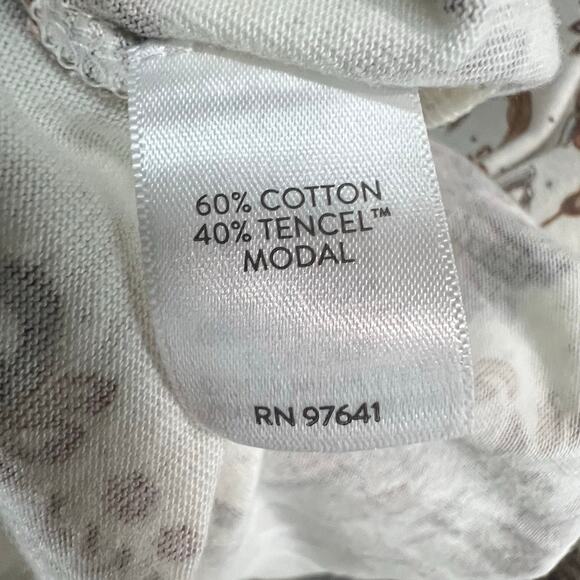 60% COTTON
40% TENCEL™
MODAL
RN 97641